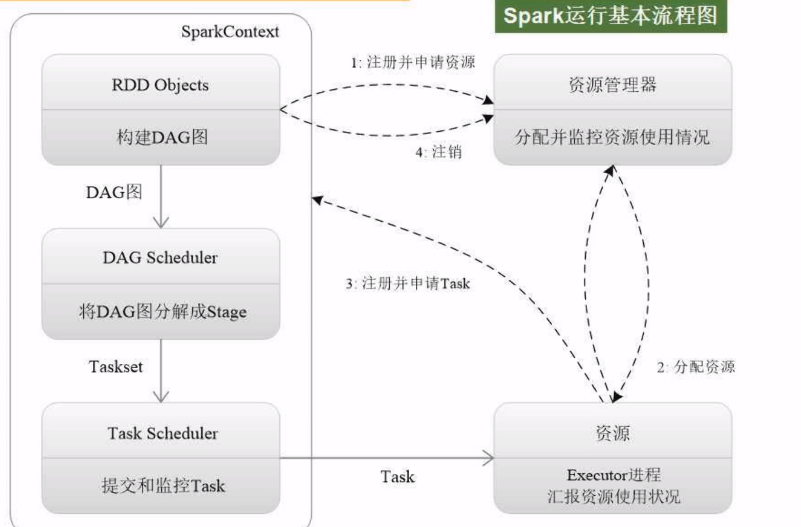 Spark运行基本流程图
SparkContext
RDD Objects
构建DAG图
DAG图
DAG Scheduler
将DAG图分解成Stage
Taskset
Task Scheduler
提交和监控Task
1: 注册并申请资源
4: 注销
资源管理器
分配并监控资源使用情况
3: 注册并申请Task
2: 分配资源
Task
资源
Executor进程
汇报资源使用状况